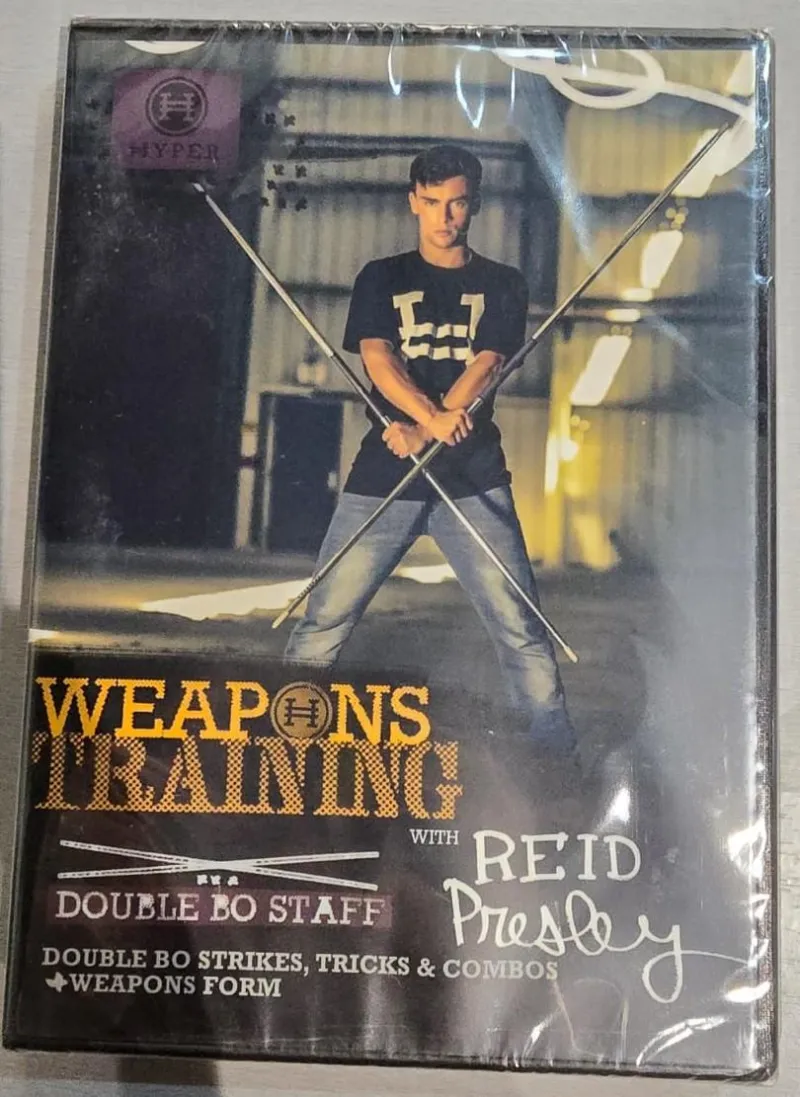 HYPER
WEAPONS
TRAINING
WITH REID
Presley
DOUBLE BO STAFF
DOUBLE BO STRIKES, TRICKS & COMBOS
+WEAPONS FORM